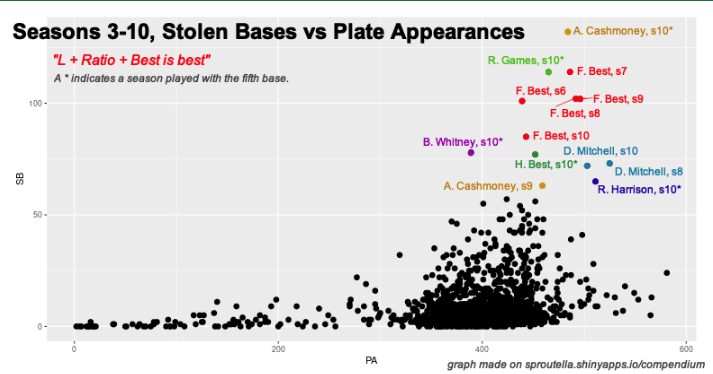 Seasons 3-10, Stolen Bases vs Plate Appearances
"L + Ratio + Best is best"
A * indicates a season played with the fifth base.
A. Cashmoney, s10*
R. Games, s10*
F. Best, s7
F. Best, s6
F. Best, s9
F. Best, s8
F. Best, s10
B. Whitney, s10*
D. Mitchell, s10
H. Best, s10*
D. Mitchell, s8
A. Cashmoney, s9
R. Harrison, s10*
100
50
0
SB
0
200
400
600
PA
graph made on sproutella.shinyapps.io/compendium